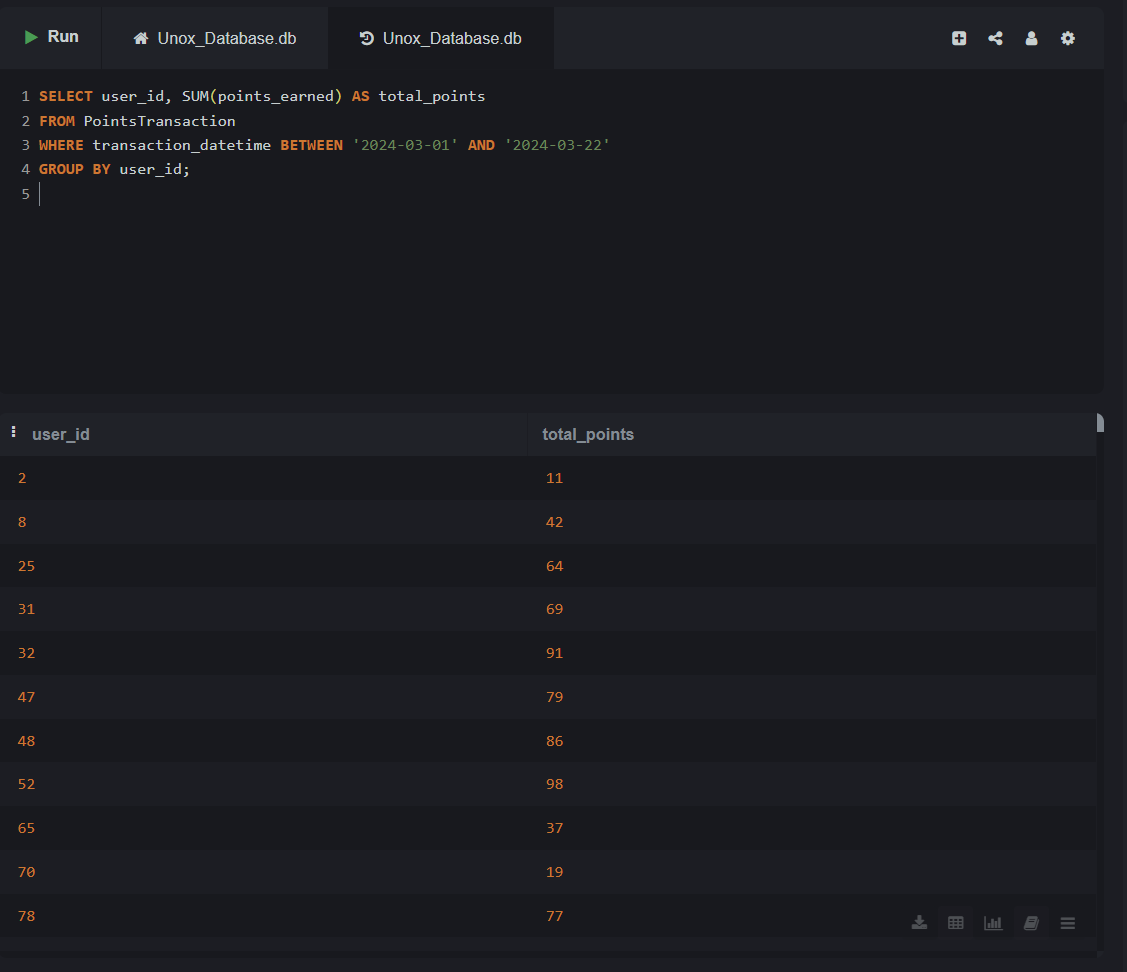 Run
Unox_Database.db
Unox_Database.db
1 SELECT user_id, SUM(points_earned) AS total_points
2 FROM PointsTransaction
3 WHERE transaction_datetime BETWEEN '2024-03-01' AND '2024-03-22'
4 GROUP BY user_id;
5
user_id total_points
2 11
8 42
25 64
31 69
32 91
47 79
48 86
52 98
65 37
70 19
78 77